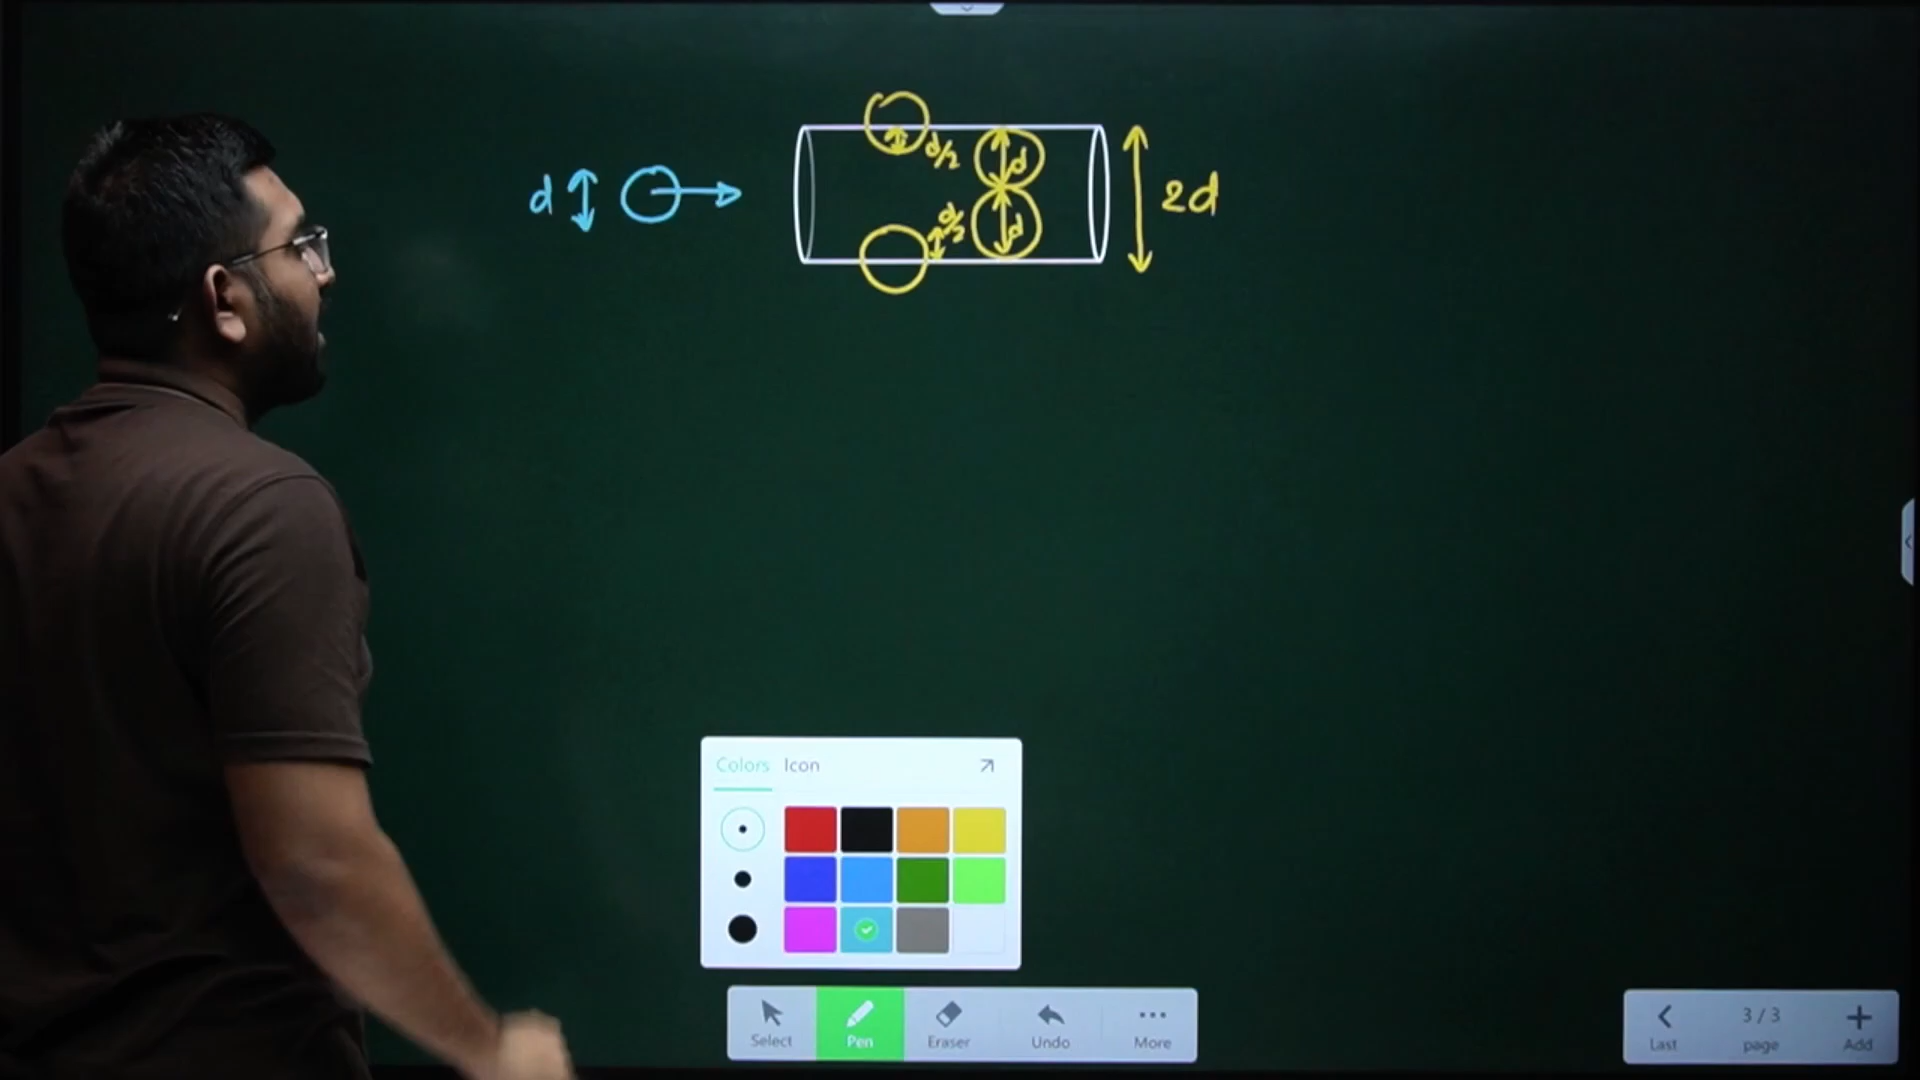 d
d/2
d
d/2
d
2d
Colors Icon
Select Pen Eraser Undo More
Last 3 / 3 page Add